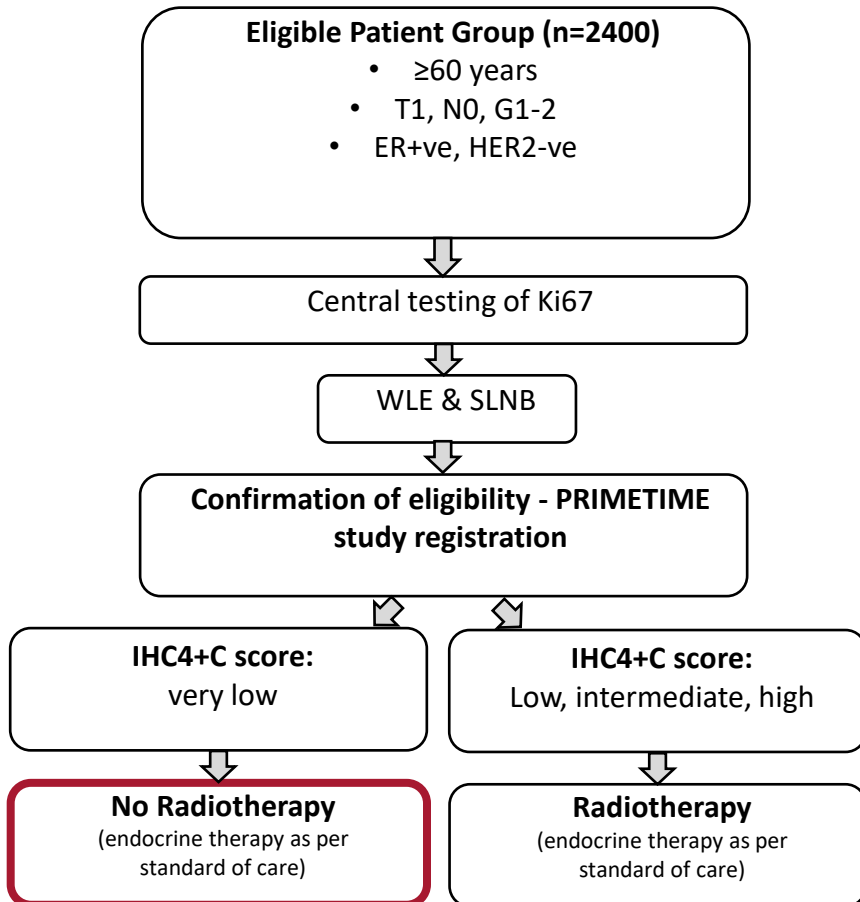 Eligible Patient Group (n=2400)
• ≥60 years
• T1, N0, G1-2
• ER+ve, HER2-ve
Central testing of Ki67
WLE & SLNB
Confirmation of eligibility - PRIMETIME
study registration
IHC4+C score:
very low
IHC4+C score:
Low, intermediate, high
No Radiotherapy
(endocrine therapy as per
standard of care)
Radiotherapy
(endocrine therapy as per
standard of care)